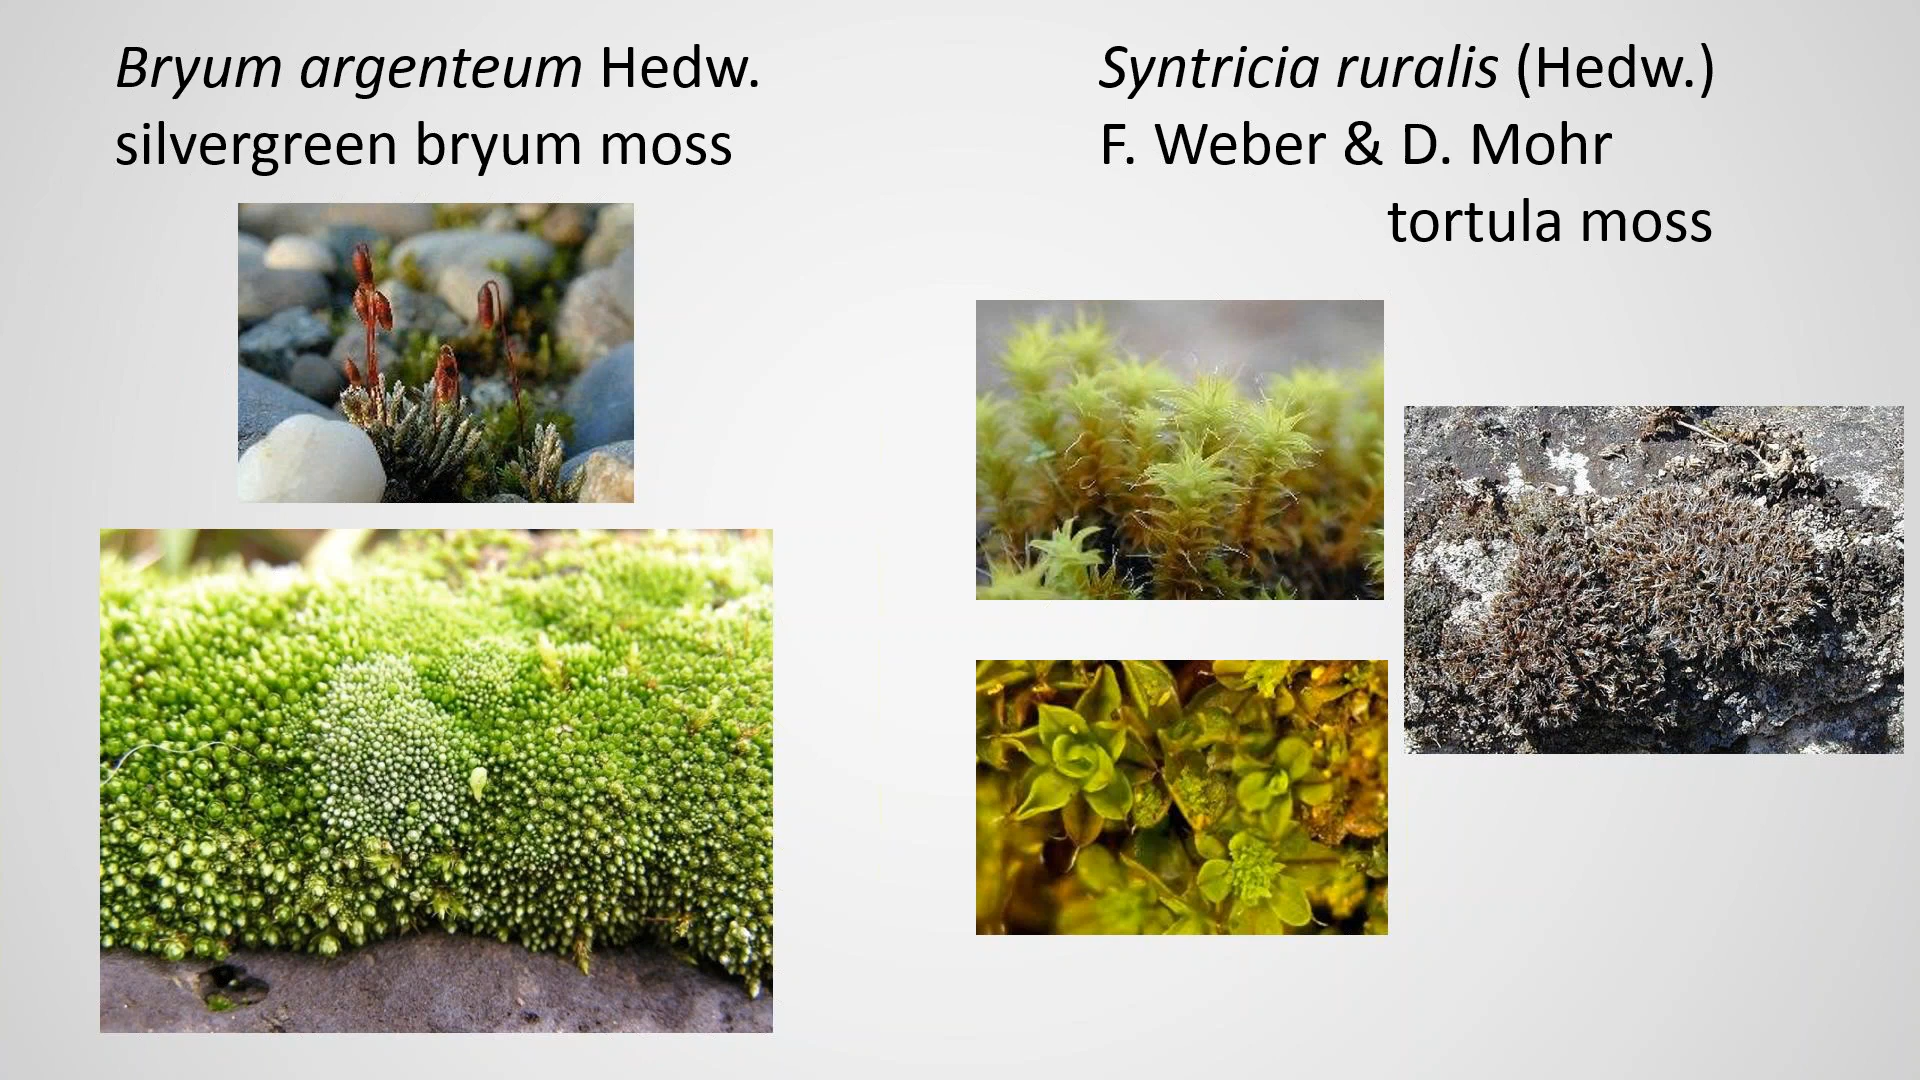 Bryum argenteum Hedw.
silvergreen bryum moss
Syntricia ruralis (Hedw.)
F. Weber & D. Mohr
tortula moss